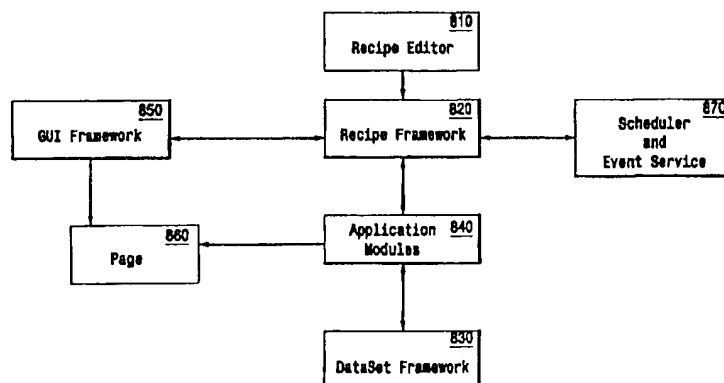 810
Recipe Editor
850
GUI Framework
820
Recipe Framework
870
Scheduler
and
Event Service
860
Page
840
Application
Modules
830
DataSet Framework